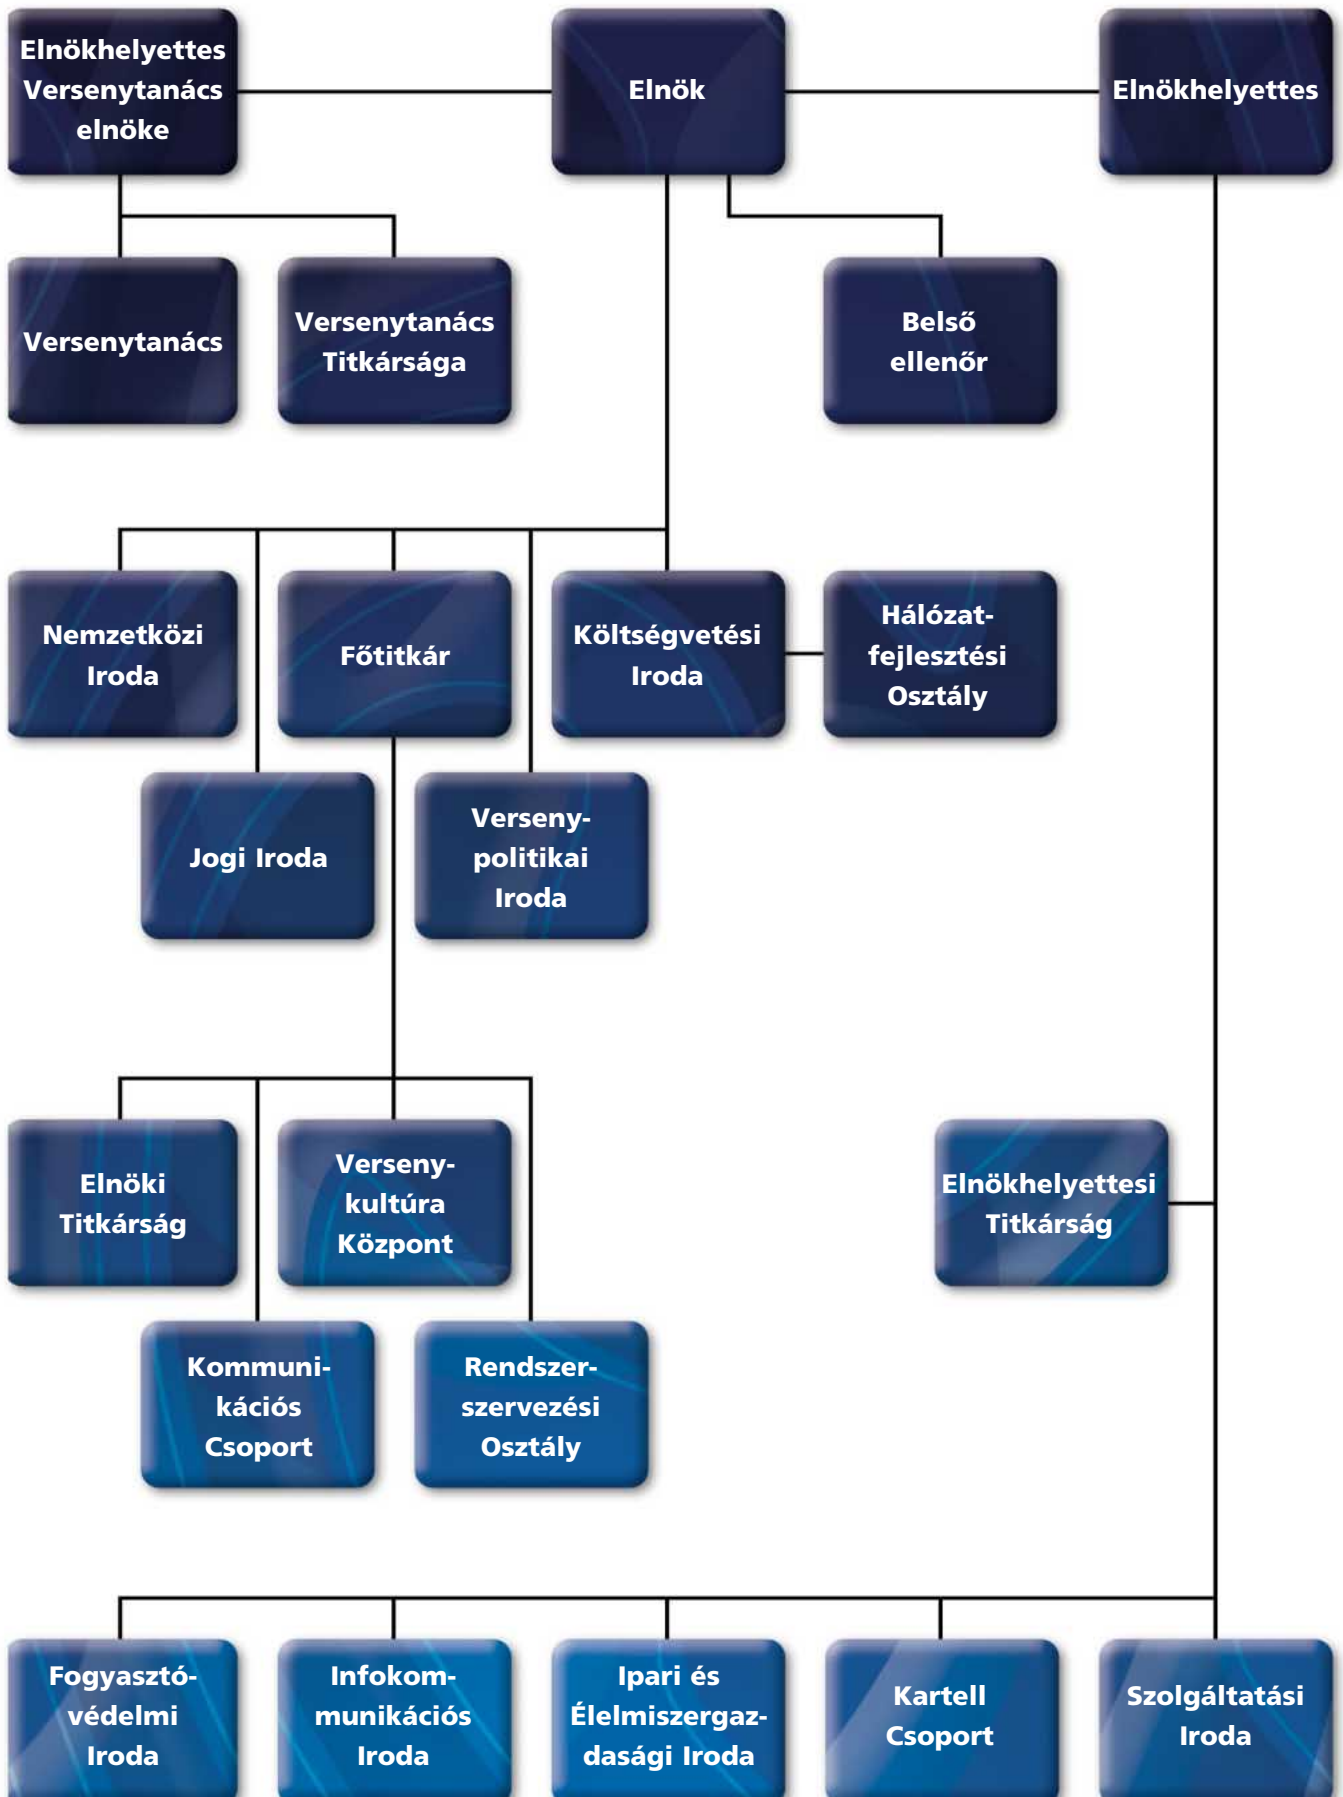 Elnökhelyettes
Versenytanács
elnöke
Elnök
Elnökhelyettes
Versenytanács
Versenytanács
Titkársága
Belső
ellenőr
Nemzetközi
Iroda
Főtitkár
Költségvetési
Iroda
Hálózat-
fejlesztési
Osztály
Jogi Iroda
Verseny-
politikai
Iroda
Elnöki
Titkárság
Verseny-
kultúra
Központ
Elnökhelyettesi
Titkárság
Kommuni-
kációs
Csoport
Rendszer-
szervezési
Osztály
Fogyasztó-
védelmi
Iroda
Infokom-
munikációs
Iroda
Ipari és
Élelmiszergaz-
dasági Iroda
Kartell
Csoport
Szolgáltatási
Iroda